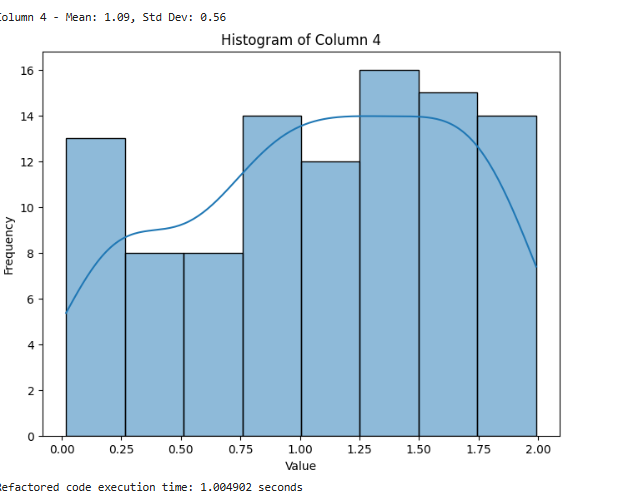 olumn 4 - Mean: 1.09, Std Dev: 0.56
Histogram of Column 4
16
14
12
10
8
6
4
2
0
Frequency
0.00 0.25 0.50 0.75 1.00 1.25 1.50 1.75 2.00
Value
Refactored code execution time: 1.004902 seconds